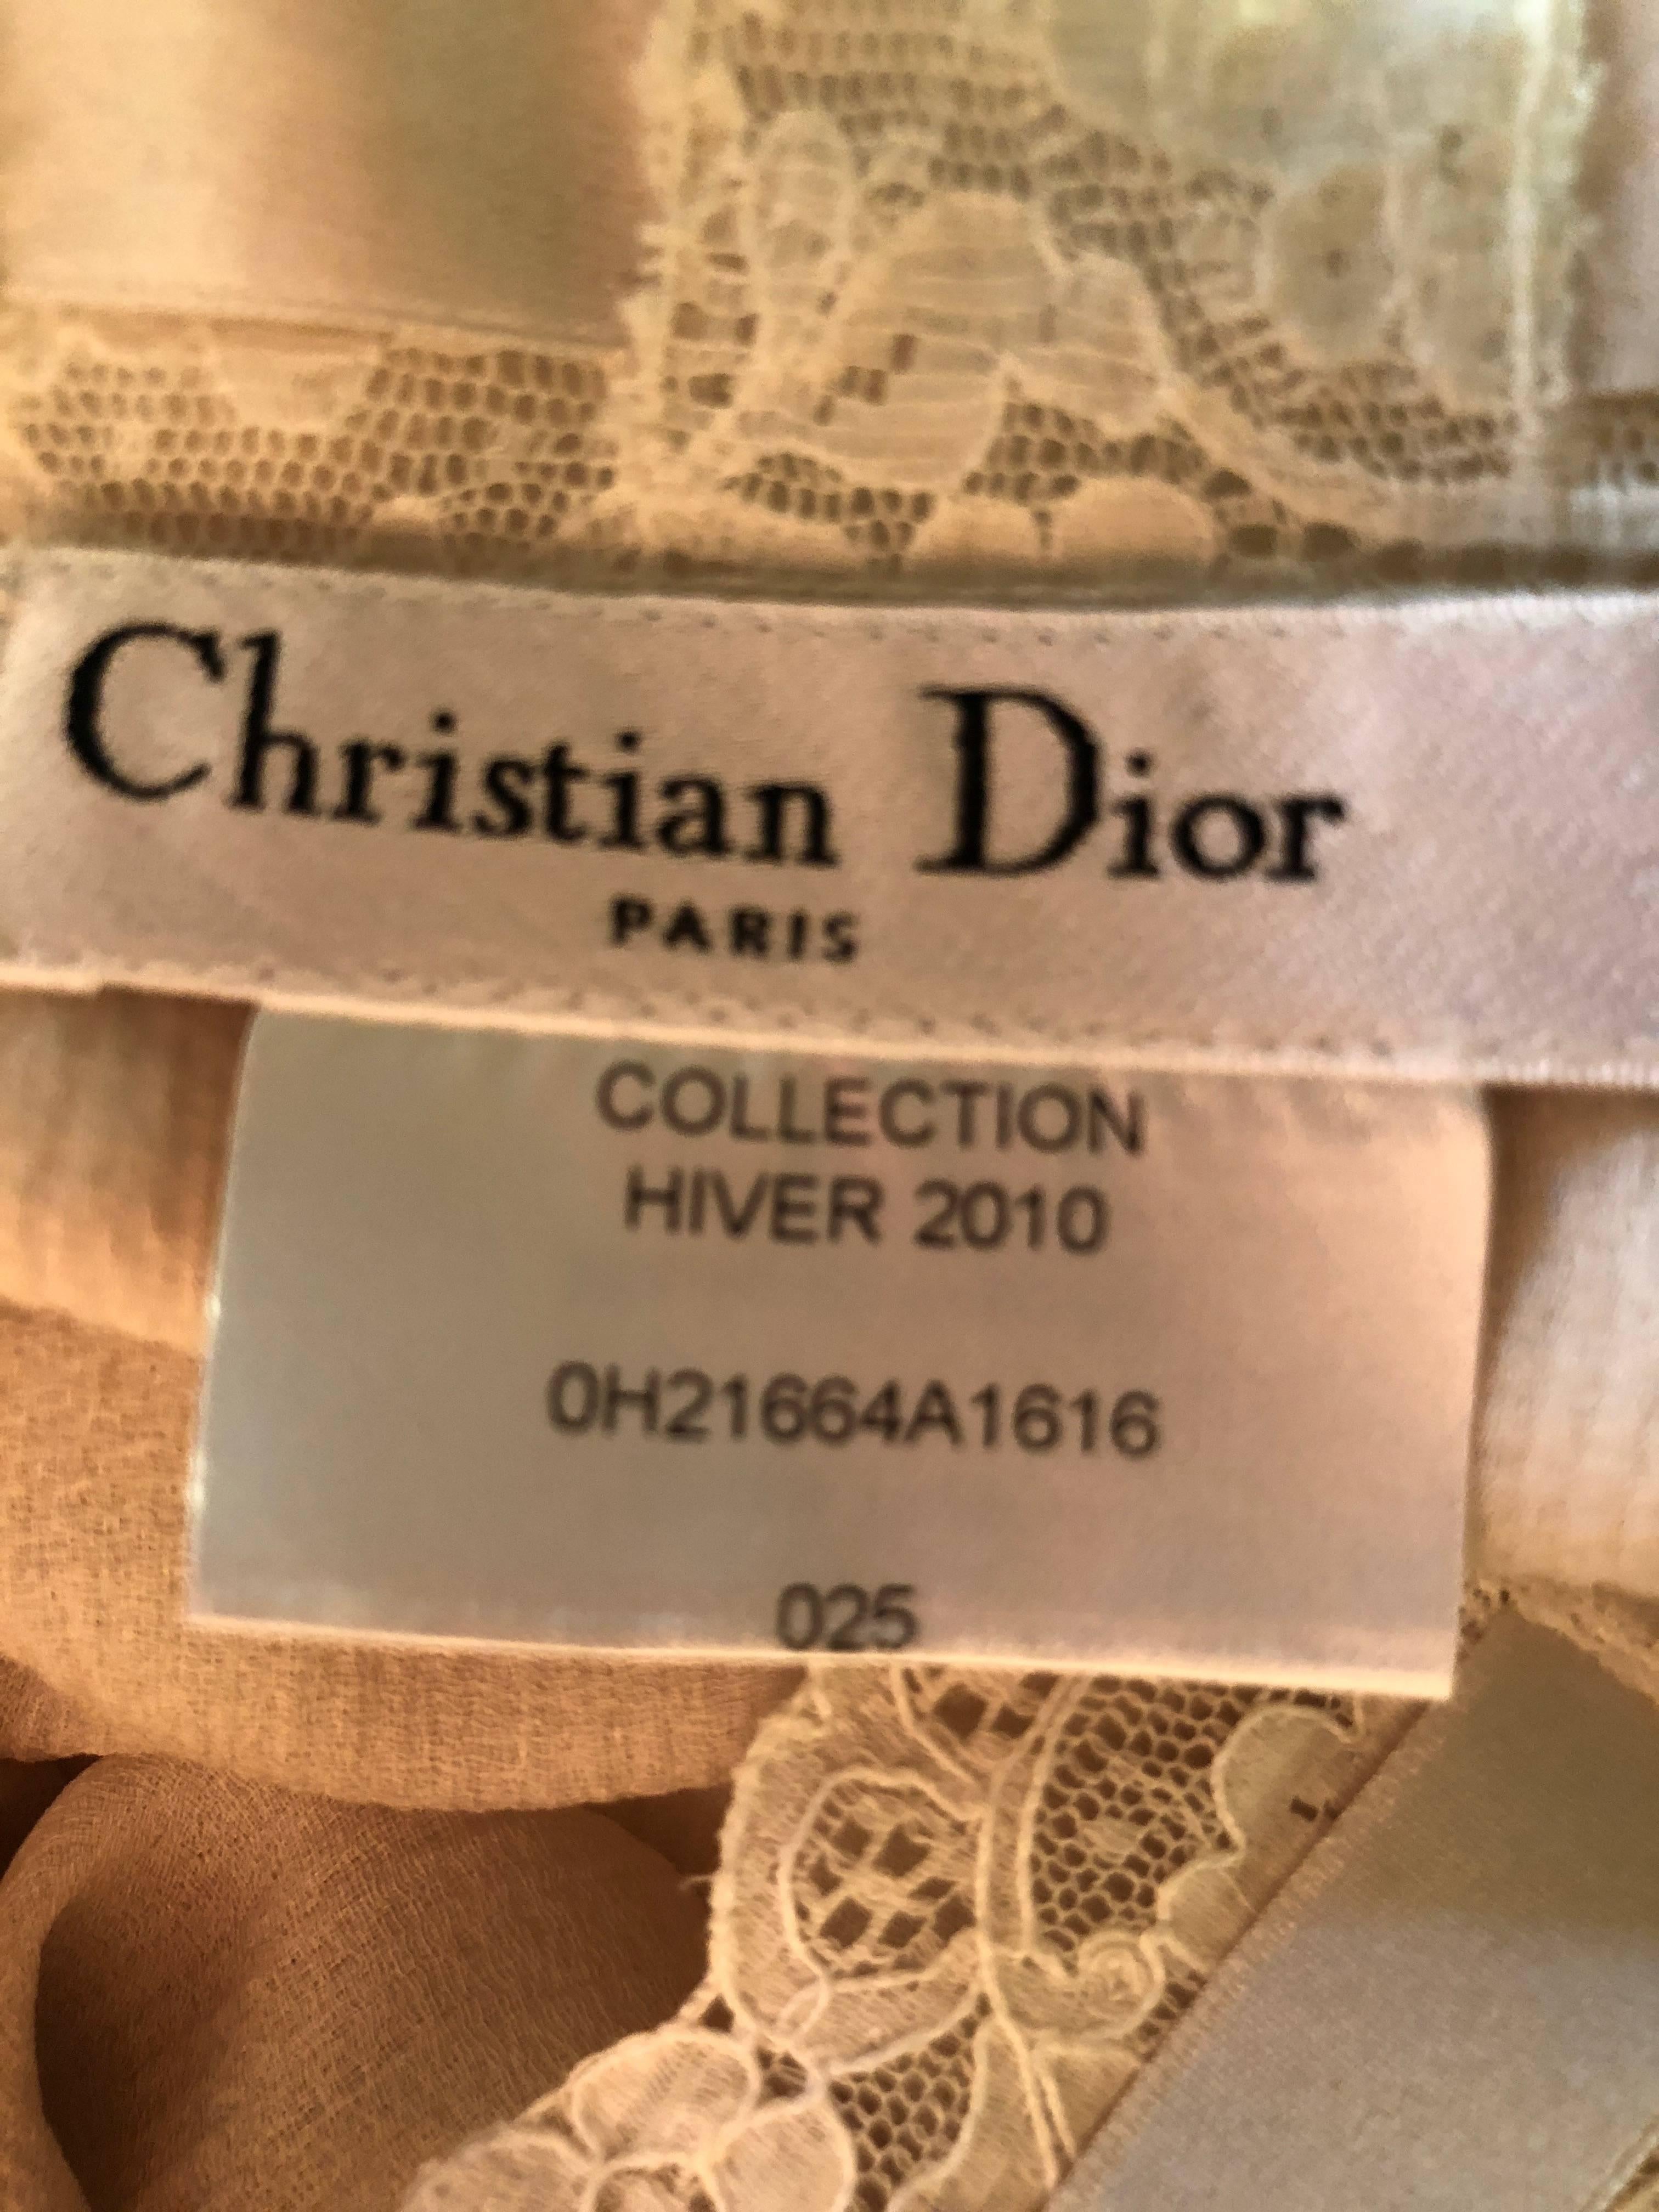 Christian Dior
PARIS
COLLECTION
HIVER 2010
0H21664A1616
025